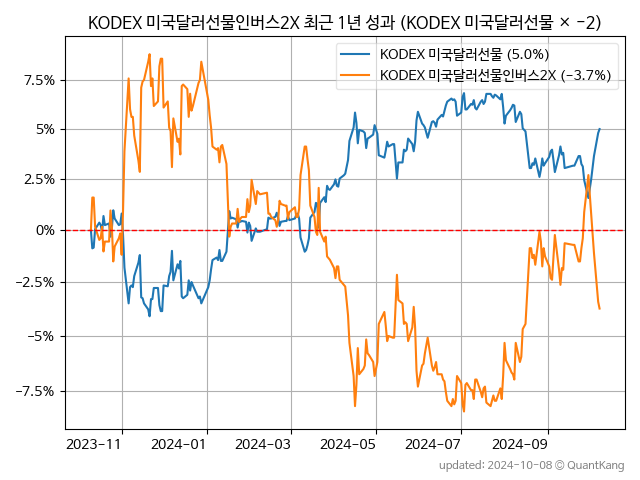 KODEX 미국달러선물인버스2X 최근 1년 성과 (KODEX 미국달러선물 × −2)
KODEX 미국달러선물 (5.0%)
KODEX 미국달러선물인버스2X (−3.7%)
7.5%
5%
2.5%
0%
−2.5%
−5%
−7.5%
2023−11 2024−01 2024−03 2024−05 2024−07 2024−09
updated: 2024-10-08 © QuantKang